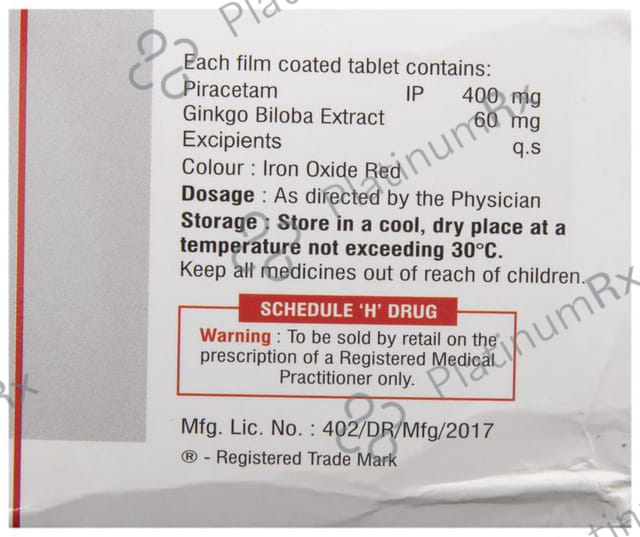 Each film coated tablet contains:
Piracetam IP 400 mg
Ginkgo Biloba Extract 60 mg
Excipients q.s
Colour : Iron Oxide Red
Dosage : As directed by the Physician
Storage : Store in a cool, dry place at a
temperature not exceeding 30°C.
Keep all medicines out of reach of children.
SCHEDULE 'H' DRUG
Warning : To be sold by retail on the
prescription of a Registered Medical
Practitioner only.
Mfg. Lic. No. : 402/DR/Mfg/2017
® - Registered Trade Mark
PlatinumRx
PlatinumRx
PlatinumRx